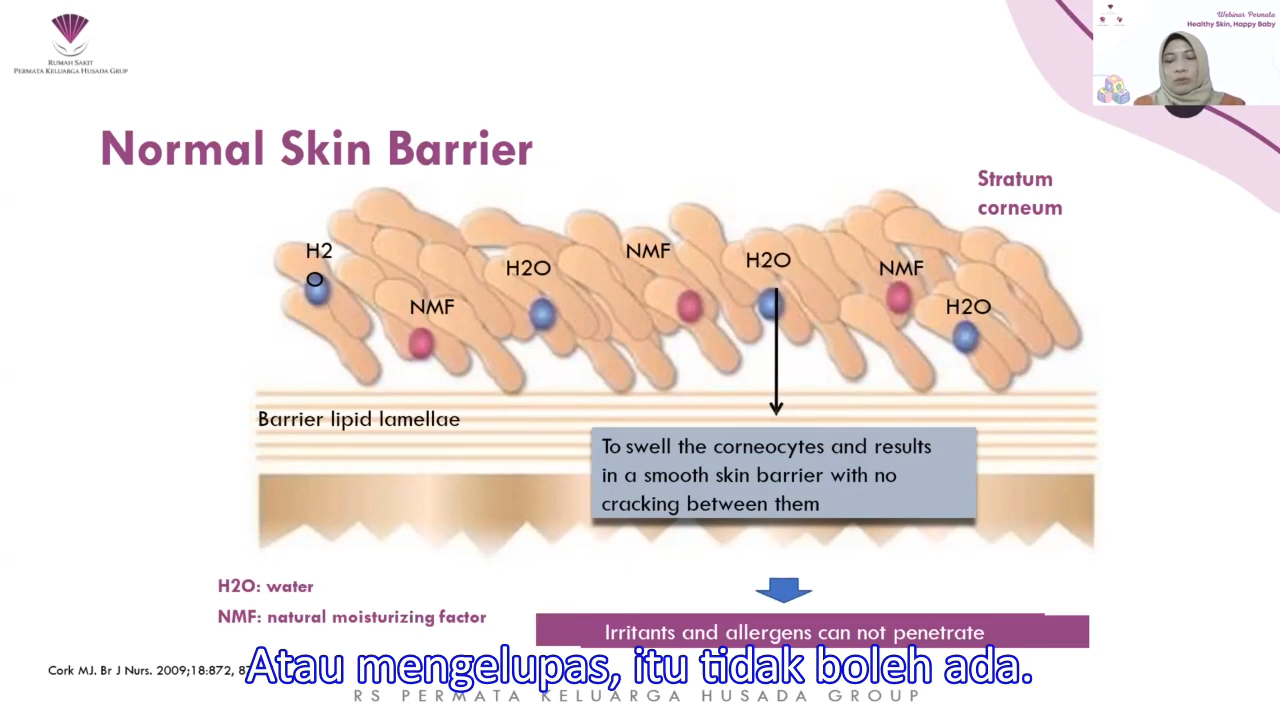 RUMAH SAKIT
PERMATA KELUARGA HUSADA GRUP
Webinar Permata
Healthy Skin, Happy Baby
Normal Skin Barrier
Stratum
corneum
H2
O
NMF
H2O
NMF
H2O
NMF
H2O
Barrier lipid lamellae
To swell the corneocytes and results
in a smooth skin barrier with no
cracking between them
H2O: water
NMF: natural moisturizing factor
Irritants and allergens can not penetrate
Cork MJ. Br J Nurs. 2009;18:872,
Atau mengelupas, itu tidak boleh ada.
RS PERMATA KELUARGA HUSADA GROUP